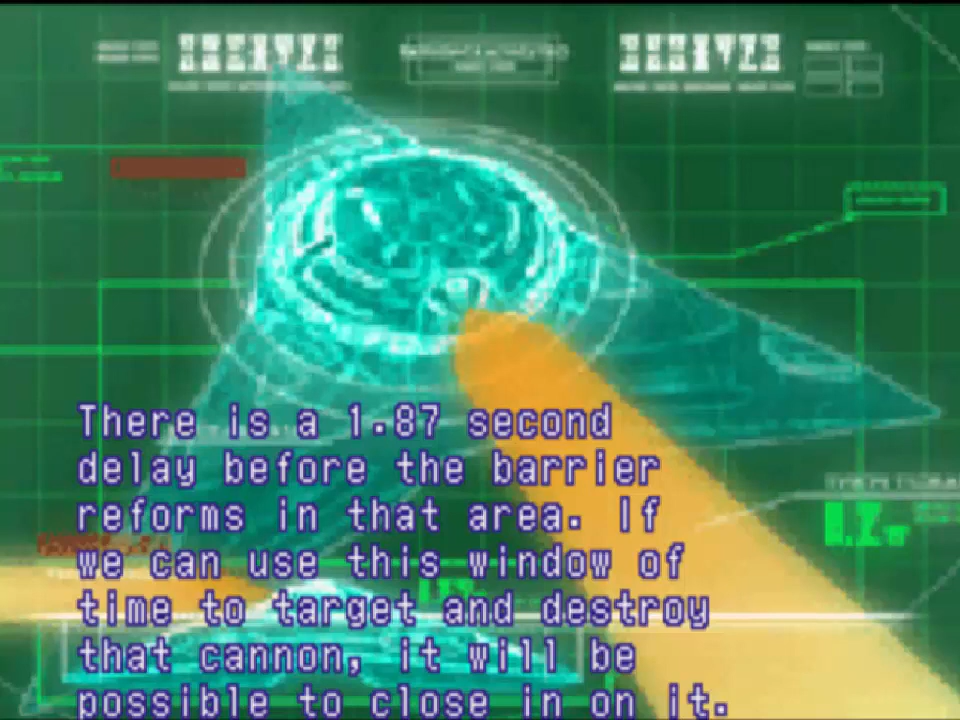 There is a 1.87 second
delay before the barrier
reforms in that area. If
we can use this window of
time to target and destroy
that cannon, it will be
possible to close in on it.